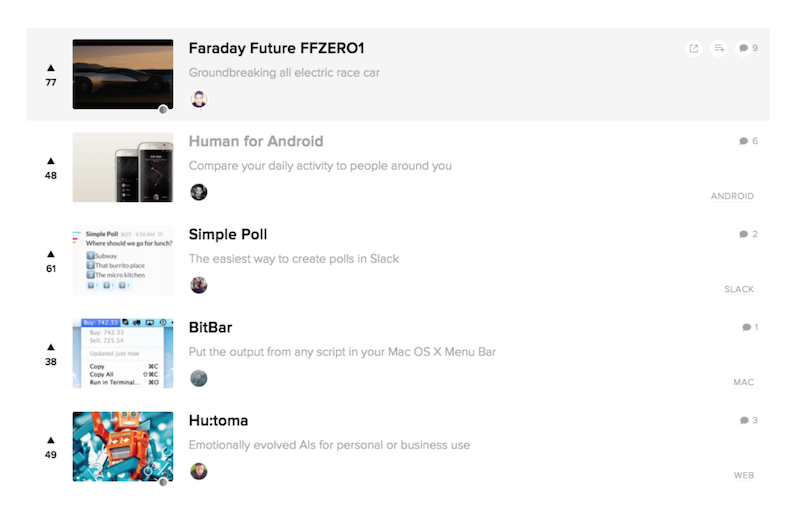 Faraday Future FFZERO1
9
Groundbreaking all electric race car
77
Human for Android
6
Compare your daily activity to people around you
48
ANDROID
Simple Poll
2
Simple Poll BOT 4:56 AM
Where should we go for lunch?
1 Subway
2 That burrito place
3 The micro kitchen
1 1 2 1 3 1
The easiest way to create polls in Slack
61
SLACK
BitBar
1
Buy: 742.33
Buy: 742.33
Sell: 725.54
Updated just now
Copy ⌘C
Copy All ⇧⌘C
Run in Terminal... ⌘O
Put the output from any script in your Mac OS X Menu Bar
38
MAC
Hu:toma
3
Emotionally evolved AIs for personal or business use
49
WEB